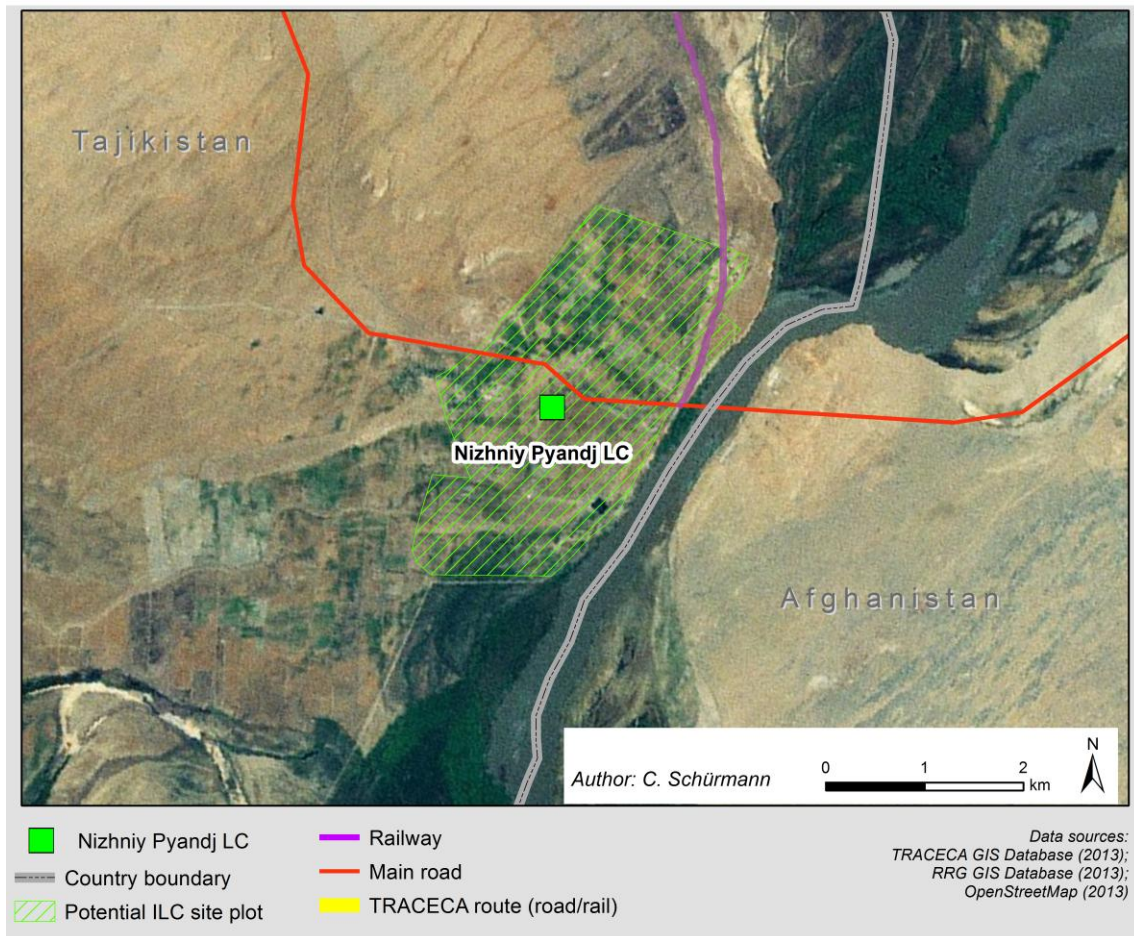 Tajikistan
Nizhniy Pyandj LC
Afghanistan
Author: C. Schürmann
0 1 2
km
N
Nizhniy Pyandj LC
Country boundary
Potential ILC site plot
Railway
Main road
TRACECA route (road/rail)
Data sources:
TRACECA GIS Database (2013);
RRG GIS Database (2013);
OpenStreetMap (2013)